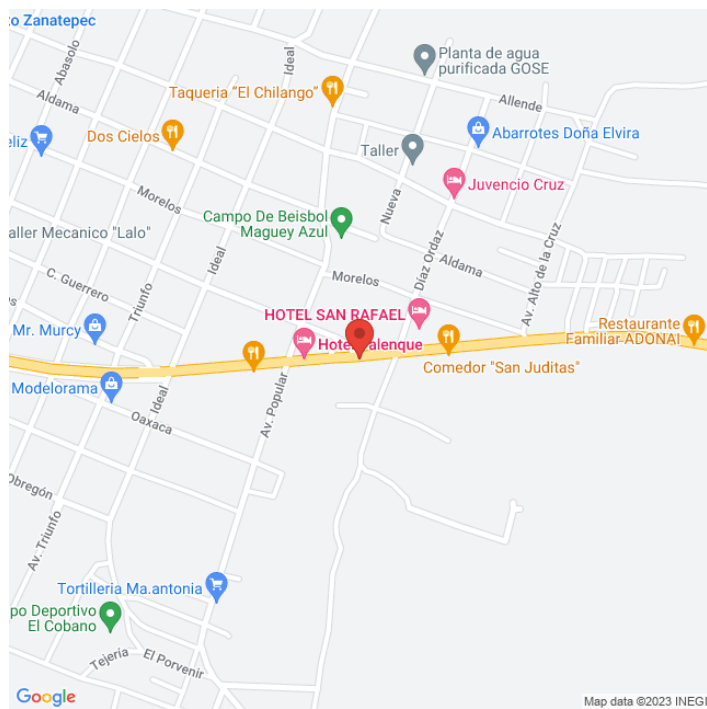 to Zanatepec
Planta de agua
purificada GOSE
Abasolo
Ideal
Taqueria "El Chilango"
Allende
Aldama
Dos Cielos
Abarrotes Doña Elvira
eliz
Taller
Juvencio Cruz
Morelos
Campo De Beisbol
Maguey Azul
Nueva
Díaz Ordaz
Av. Alto de la Cruz
aller Mecanico "Lalo"
Ideal
Aldama
C. Guerrero
Triunfo
Morelos
HOTEL SAN RAFAEL
Mr. Murcy
Restaurante
Familiar ADONAI
Comedor "San Juditas"
Modelorama
Ideal
Av. Popular
Oaxaca
Obregón
Av. Triunfo
Tortilleria Ma.antonia
po Deportivo
El Cobano
Tejería
El Porvenir
Google
Map data ©2023 INEGI